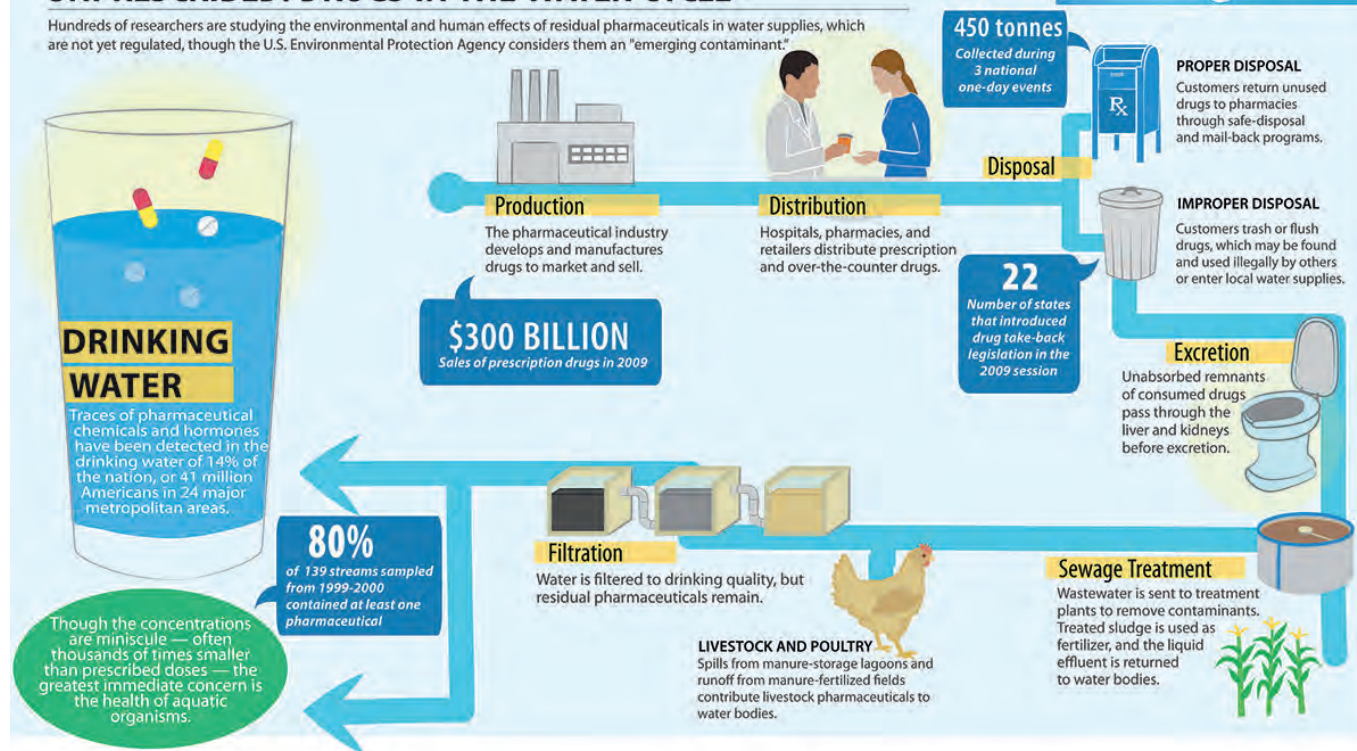 Hundreds of researchers are studying the environmental and human effects of residual pharmaceuticals in water supplies, which
are not yet regulated, though the U.S. Environmental Protection Agency considers them an "emerging contaminant."
450 tonnes
Collected during
3 national
one-day events
PROPER DISPOSAL
Customers return unused
drugs to pharmacies
through safe-disposal
and mail-back programs.
Rx
Disposal
Production
The pharmaceutical industry
develops and manufactures
drugs to market and sell.
Distribution
Hospitals, pharmacies, and
retailers distribute prescription
and over-the-counter drugs.
IMPROPER DISPOSAL
Customers trash or flush
drugs, which may be found
and used illegally by others
or enter local water supplies.
$300 BILLION
Sales of prescription drugs in 2009
22
Number of states
that introduced
drug take-back
legislation in the
2009 session
Excretion
Unabsorbed remnants
of consumed drugs
pass through the
liver and kidneys
before excretion.
DRINKING
WATER
Traces of pharmaceutical
chemicals and hormones
have been detected in the
drinking water of 14% of
the nation, or 41 million
Americans in 24 major
metropolitan areas.
80%
of 139 streams sampled
from 1999-2000
contained at least one
pharmaceutical
Filtration
Water is filtered to drinking quality, but
residual pharmaceuticals remain.
Sewage Treatment
Wastewater is sent to treatment
plants to remove contaminants.
Treated sludge is used as
fertilizer, and the liquid
effluent is returned
to water bodies.
LIVESTOCK AND POULTRY
Spills from manure-storage lagoons and
runoff from manure-fertilized fields
contribute livestock pharmaceuticals to
water bodies.
Though the concentrations
are miniscule — often
thousands of times smaller
than prescribed doses — the
greatest immediate concern is
the health of aquatic
organisms.